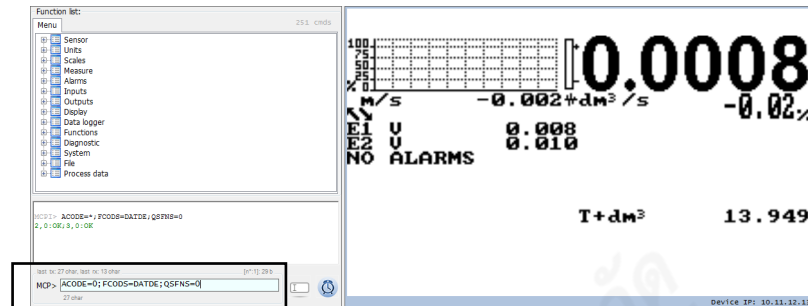 Function list:
Menu
251 cmds
Sensor
Units
Scales
Measure
Alarms
Inputs
Outputs
Display
Data logger
Functions
Diagnostic
System
File
Process data
MCPI> ACODE=*;FCODS=DATDE;QSFNS=0
2,0:OK;3,0:OK
last tx: 27 char, last rx: 13 char
[n°:1]: 29 b
MCP> ACODE=0;FCODS=DATDE;QSFNS=0
27 char
100
75
50
25
% 0
0.0008
m/s -0.002#dm³/s -0.02%
E1 V 0.008
E2 V 0.010
NO ALARMS
T+dm³ 13.949
Device IP: 10.11.12.1